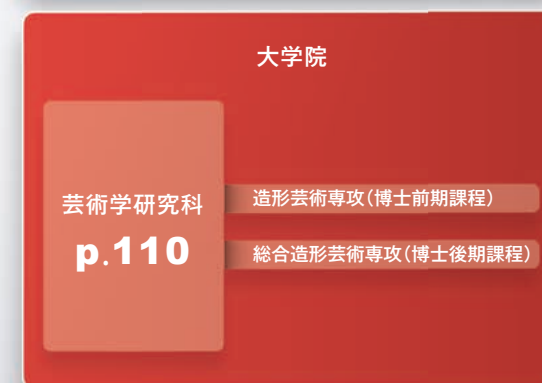 大学院
芸術学研究科
p.110
造形芸術専攻(博士前期課程)
総合造形芸術専攻(博士後期課程)